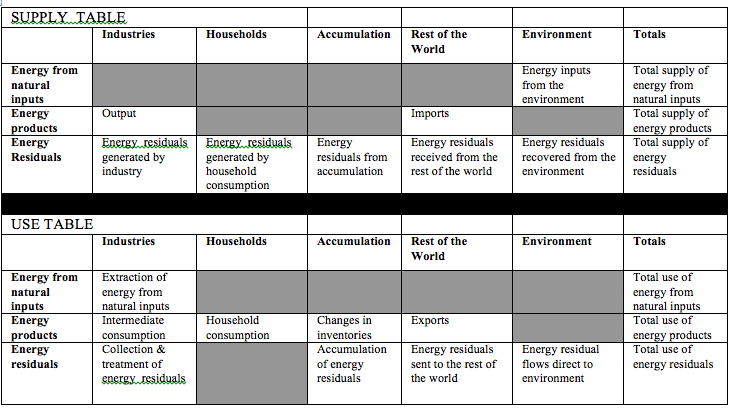 SUPPLY TABLE
Industries Households Accumulation Rest of the World Environment Totals
Energy from natural inputs Energy inputs from the environment Total supply of energy from natural inputs
Energy products Output Imports Total supply of energy products
Energy Residuals Energy residuals generated by industry Energy residuals generated by household consumption Energy residuals from accumulation Energy residuals received from the rest of the world Energy residuals recovered from the environment Total supply of energy residuals
USE TABLE
Industries Households Accumulation Rest of the World Environment Totals
Energy from natural inputs Extraction of energy from natural inputs Total use of energy from natural inputs
Energy products Intermediate consumption Household consumption Changes in inventories Exports Total use of energy products
Energy residuals Collection & treatment of energy residuals Accumulation of energy residuals Energy residuals sent to the rest of the world Energy residual flows direct to environment Total use of energy residuals